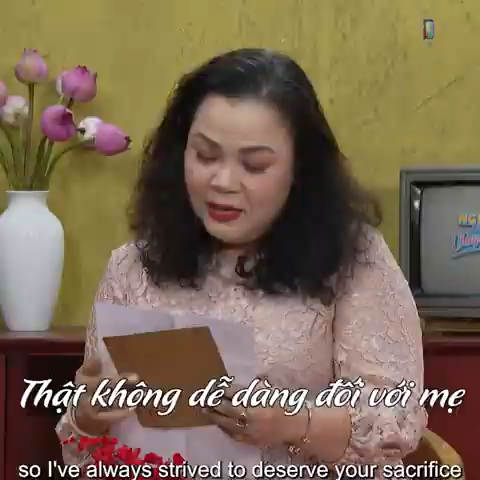 Thật không dễ dàng đối với mẹ
so I've always strived to deserve your sacrifice